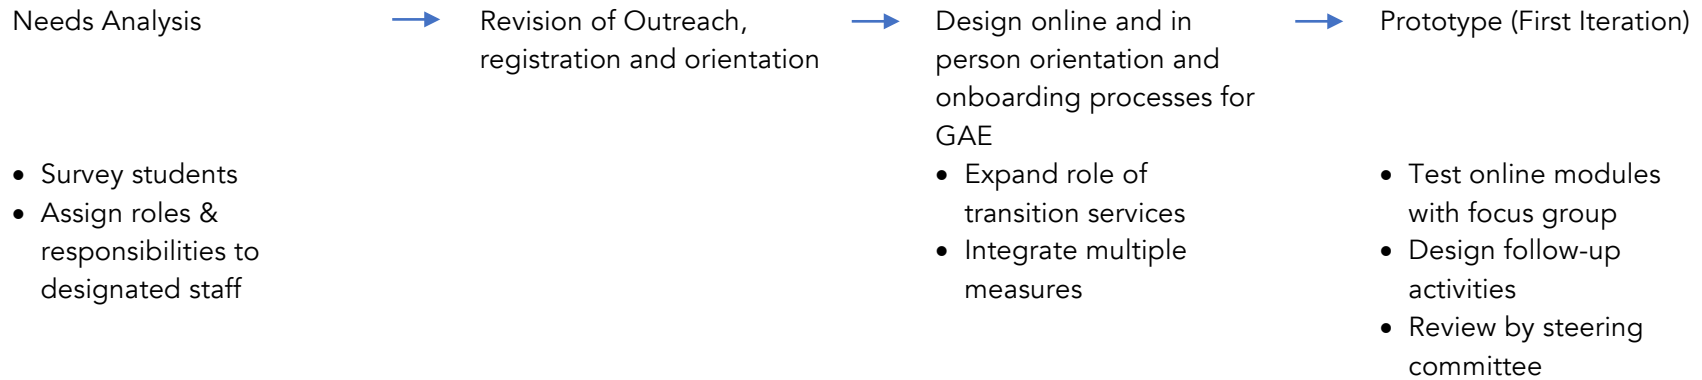 Needs Analysis
Revision of Outreach,
registration and orientation
Design online and in
person orientation and
onboarding processes for
GAE
Prototype (First Iteration)
• Survey students
• Assign roles &
responsibilities to
designated staff
• Expand role of
transition services
• Integrate multiple
measures
• Test online modules
with focus group
• Design follow-up
activities
• Review by steering
committee